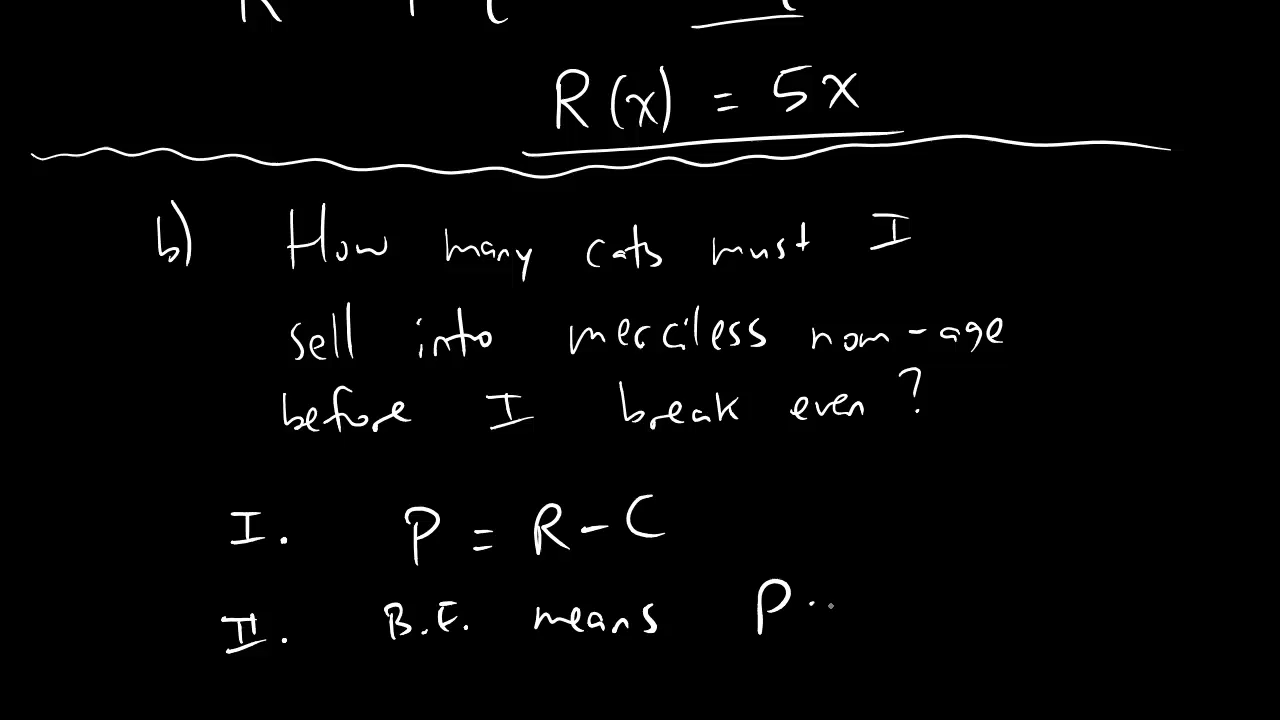 R(x) = 5x
b) How many cats must I
sell into merciless nom-age
before I break even?
I. P = R - C
II. B.E. means P